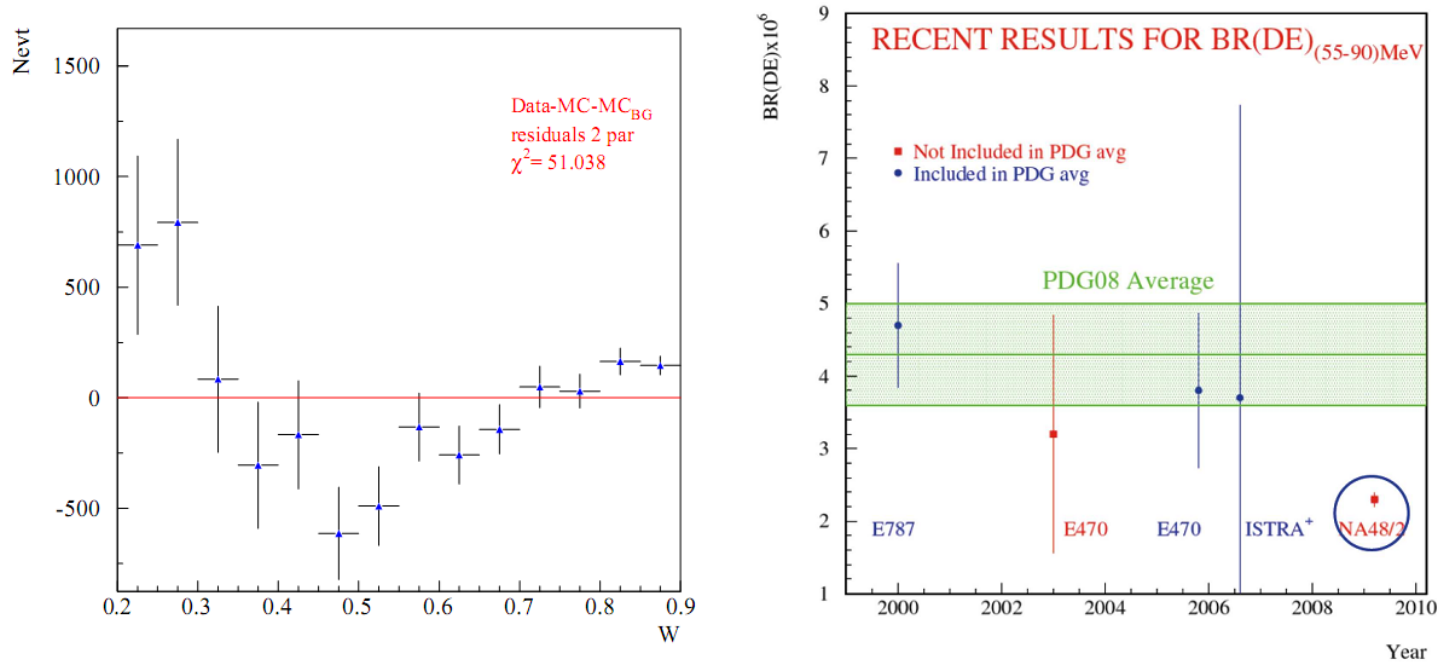 Nevt
1500
1000
500
0
-500
Data-MC-MC_BG
residuals 2 par
χ²= 51.038
0.2 0.3 0.4 0.5 0.6 0.7 0.8 0.9
W
BR(DE)x10⁶
9
8
7
6
5
4
3
2
1
RECENT RESULTS FOR BR(DE)(55-90)MeV
Not Included in PDG avg
Included in PDG avg
PDG08 Average
E787 E470 E470 ISTRA⁺ NA48/2
2000 2002 2004 2006 2008 2010
Year